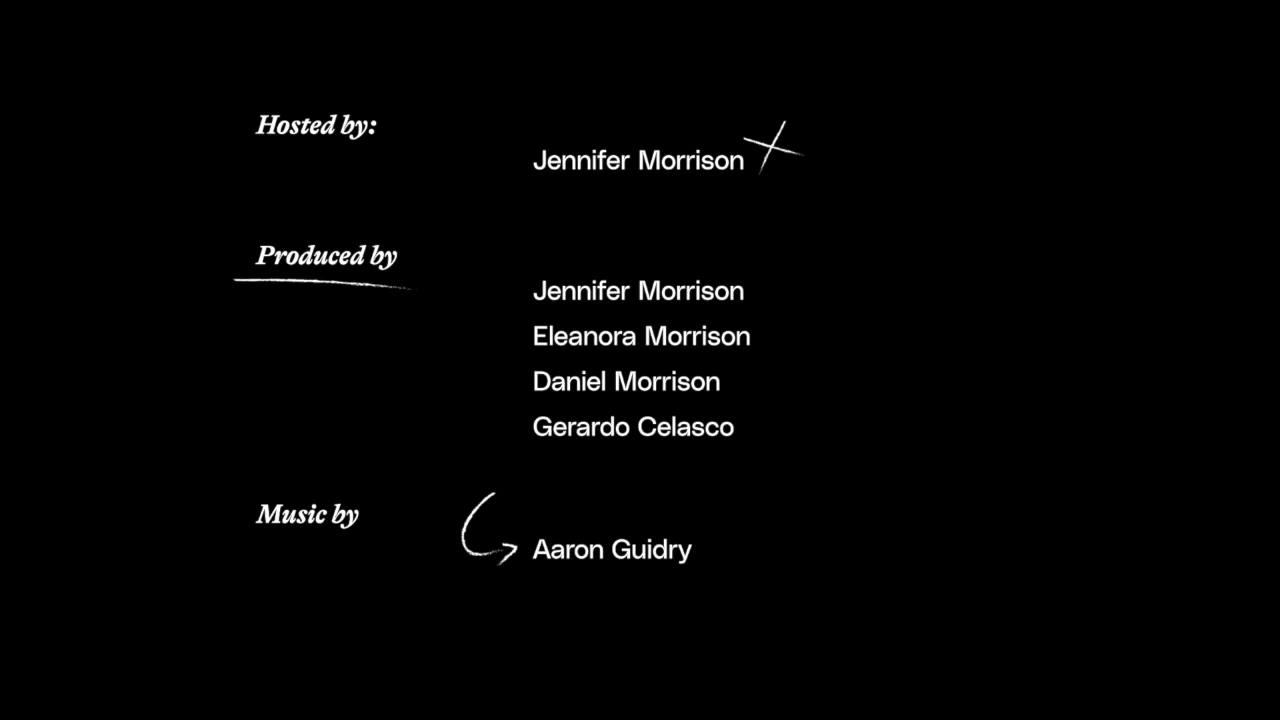 Hosted by:
Jennifer Morrison
Produced by
Jennifer Morrison
Eleanora Morrison
Daniel Morrison
Gerardo Celasco
Music by
Aaron Guidry